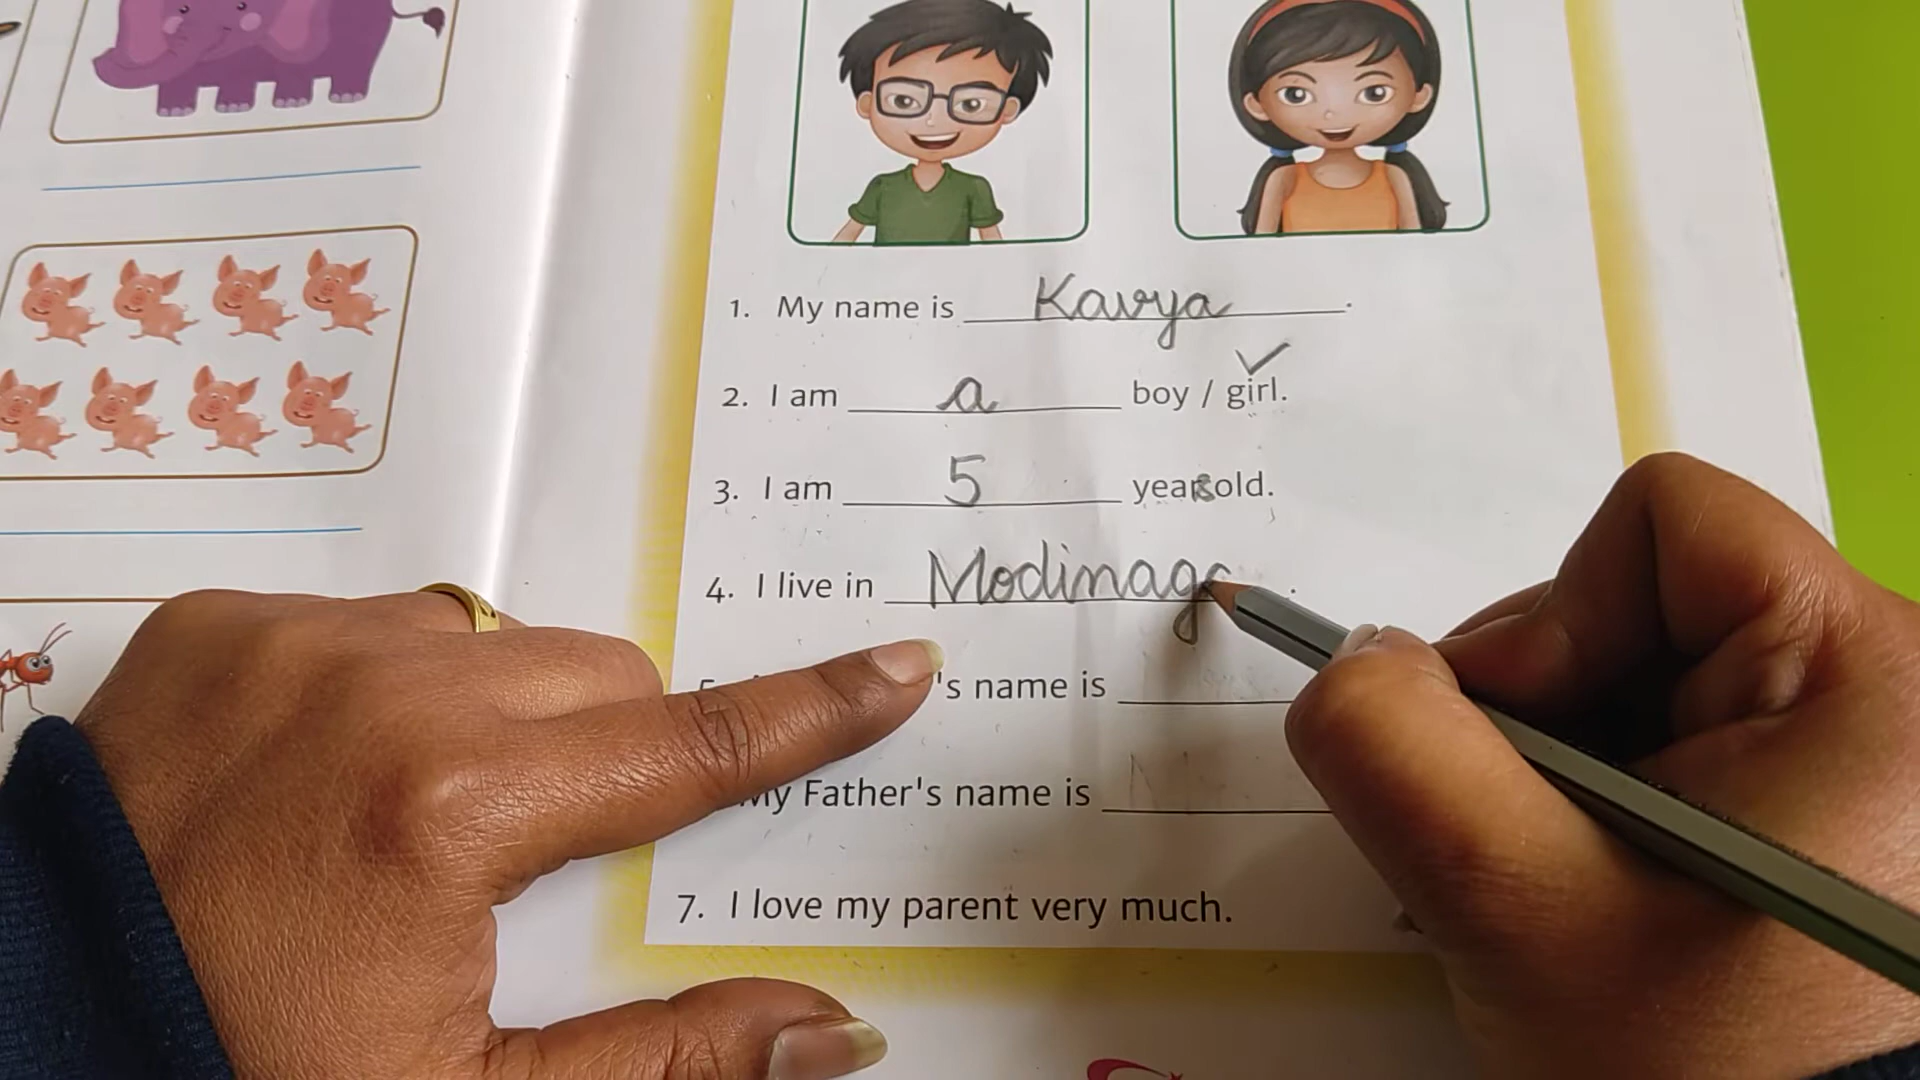 1. My name is Kavya.
2. I am a boy / girl.
3. I am 5 years old.
4. I live in Modinaga.
's name is
My Father's name is
7. I love my parent very much.